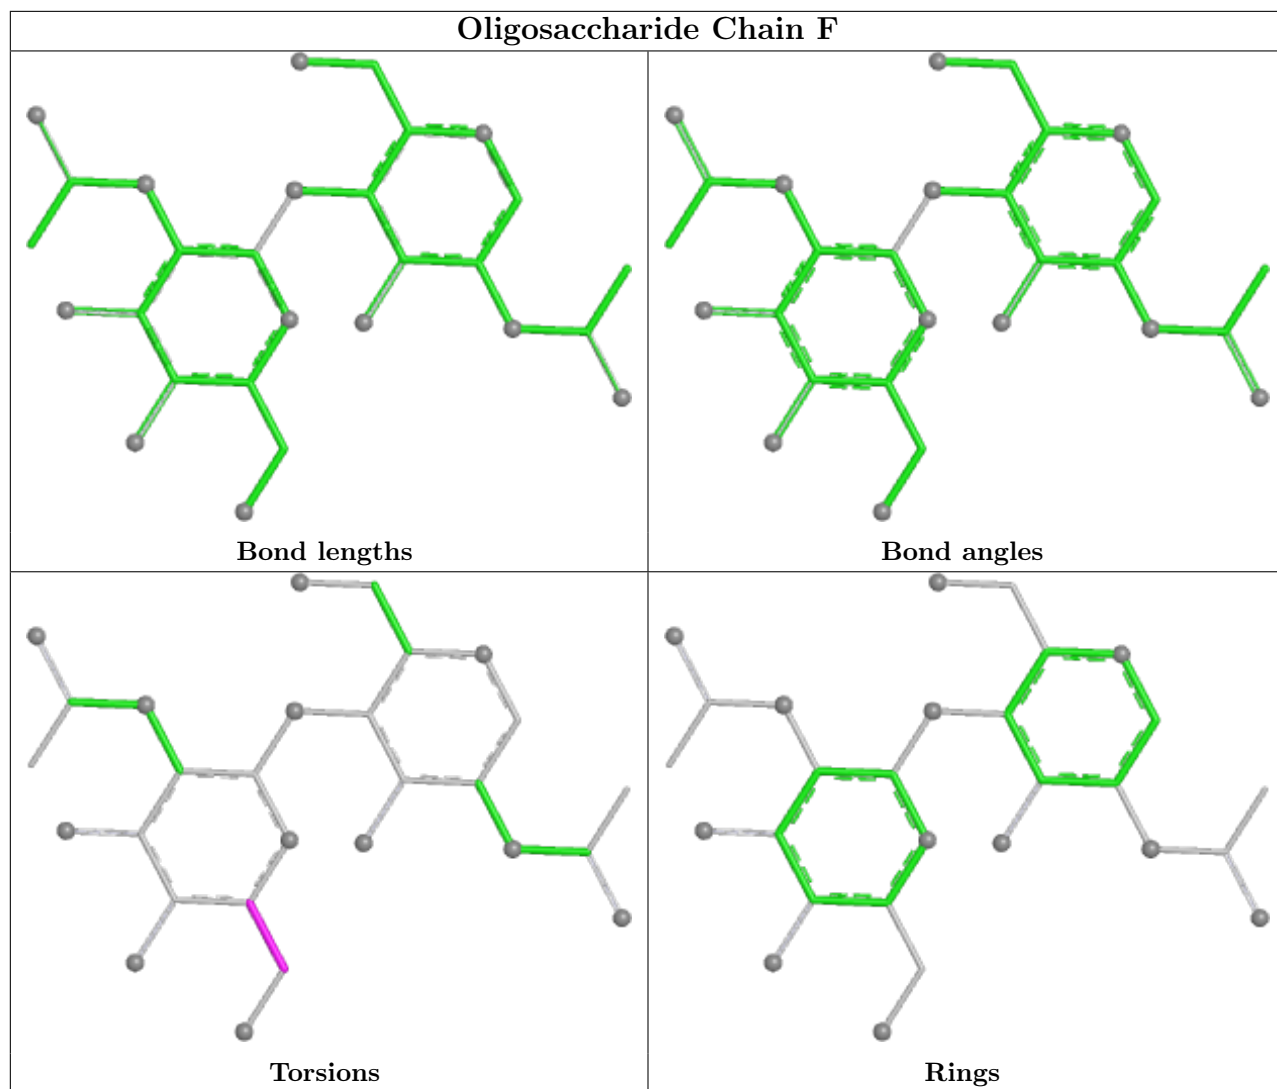 Oligosaccharide Chain F
Bond lengths
Bond angles
Torsions
Rings